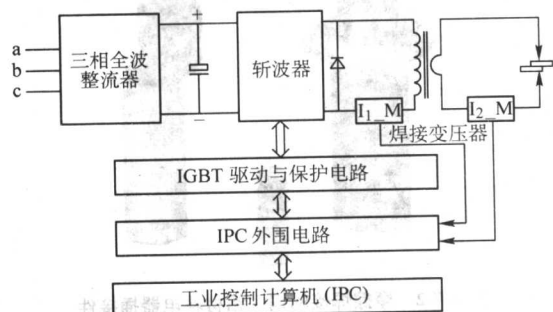 a
b
c
三相全波
整流器
+
−
斩波器
I₁_M
I₂_M
焊接变压器
IGBT 驱动与保护电路
IPC 外围电路
工业控制计算机 (IPC)